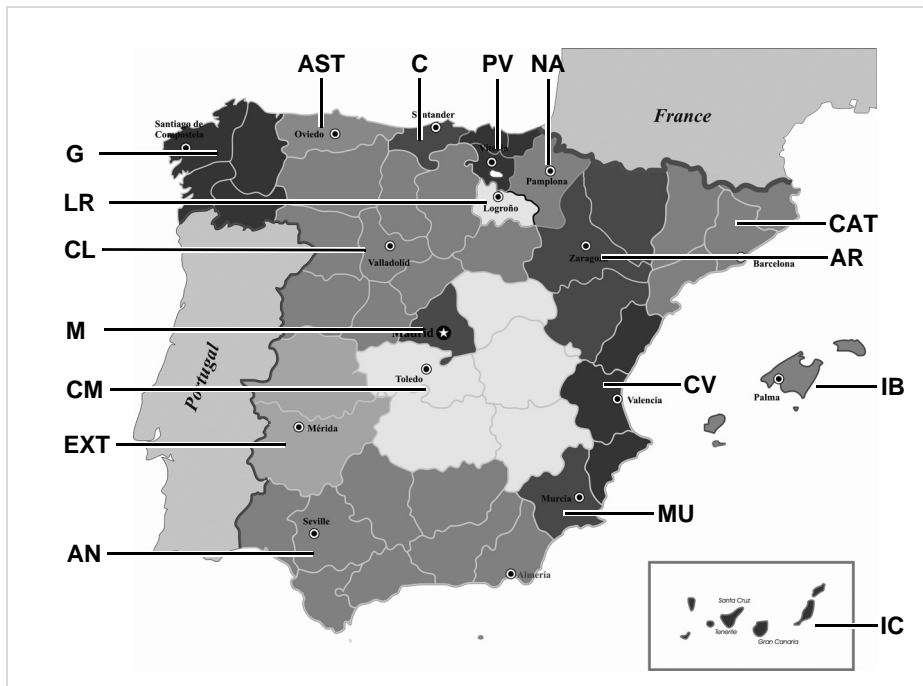 AST
C
PV
NA
Santander
France
Santiago de
Compostela
Oviedo
Vitoria
G
Pamplona
LR
Logroño
CAT
CL
Valladolid
Zaragoza
AR
Barcelona
M
Madrid
Portugal
Toledo
CM
CV
Valencia
Palma
IB
EXT
Mérida
Murcia
MU
Seville
AN
Almería
Santa Cruz
Tenerife
Gran Canaria
IC